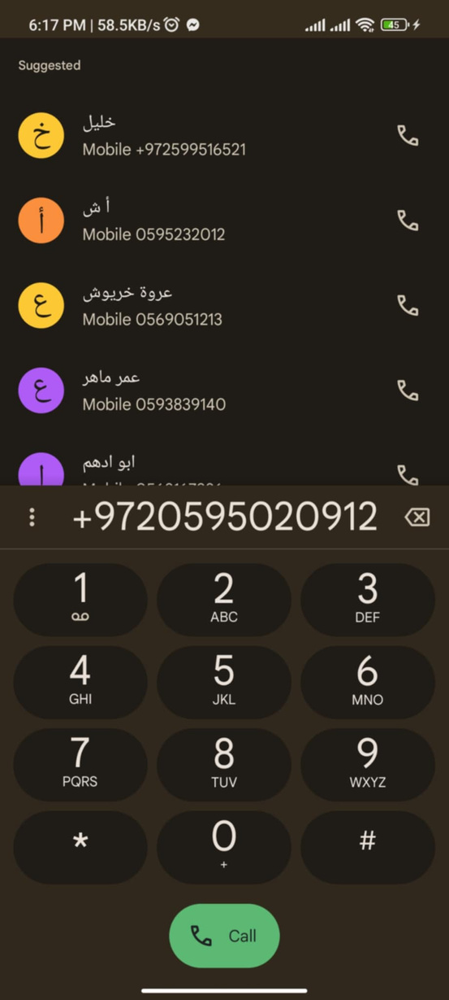 6:17 PM | 58.5KB/s 45
Suggested
خ
خليل
Mobile +972599516521
أ
أ ش
Mobile 0595232012
ع
عروة خريوش
Mobile 0569051213
ع
عمر ماهر
Mobile 0593839140
ا
ابو ادهم
+9720595020912
1 2 3
ABC DEF
4 5 6
GHI JKL MNO
7 8 9
PQRS TUV WXYZ
* 0 #
+
Call